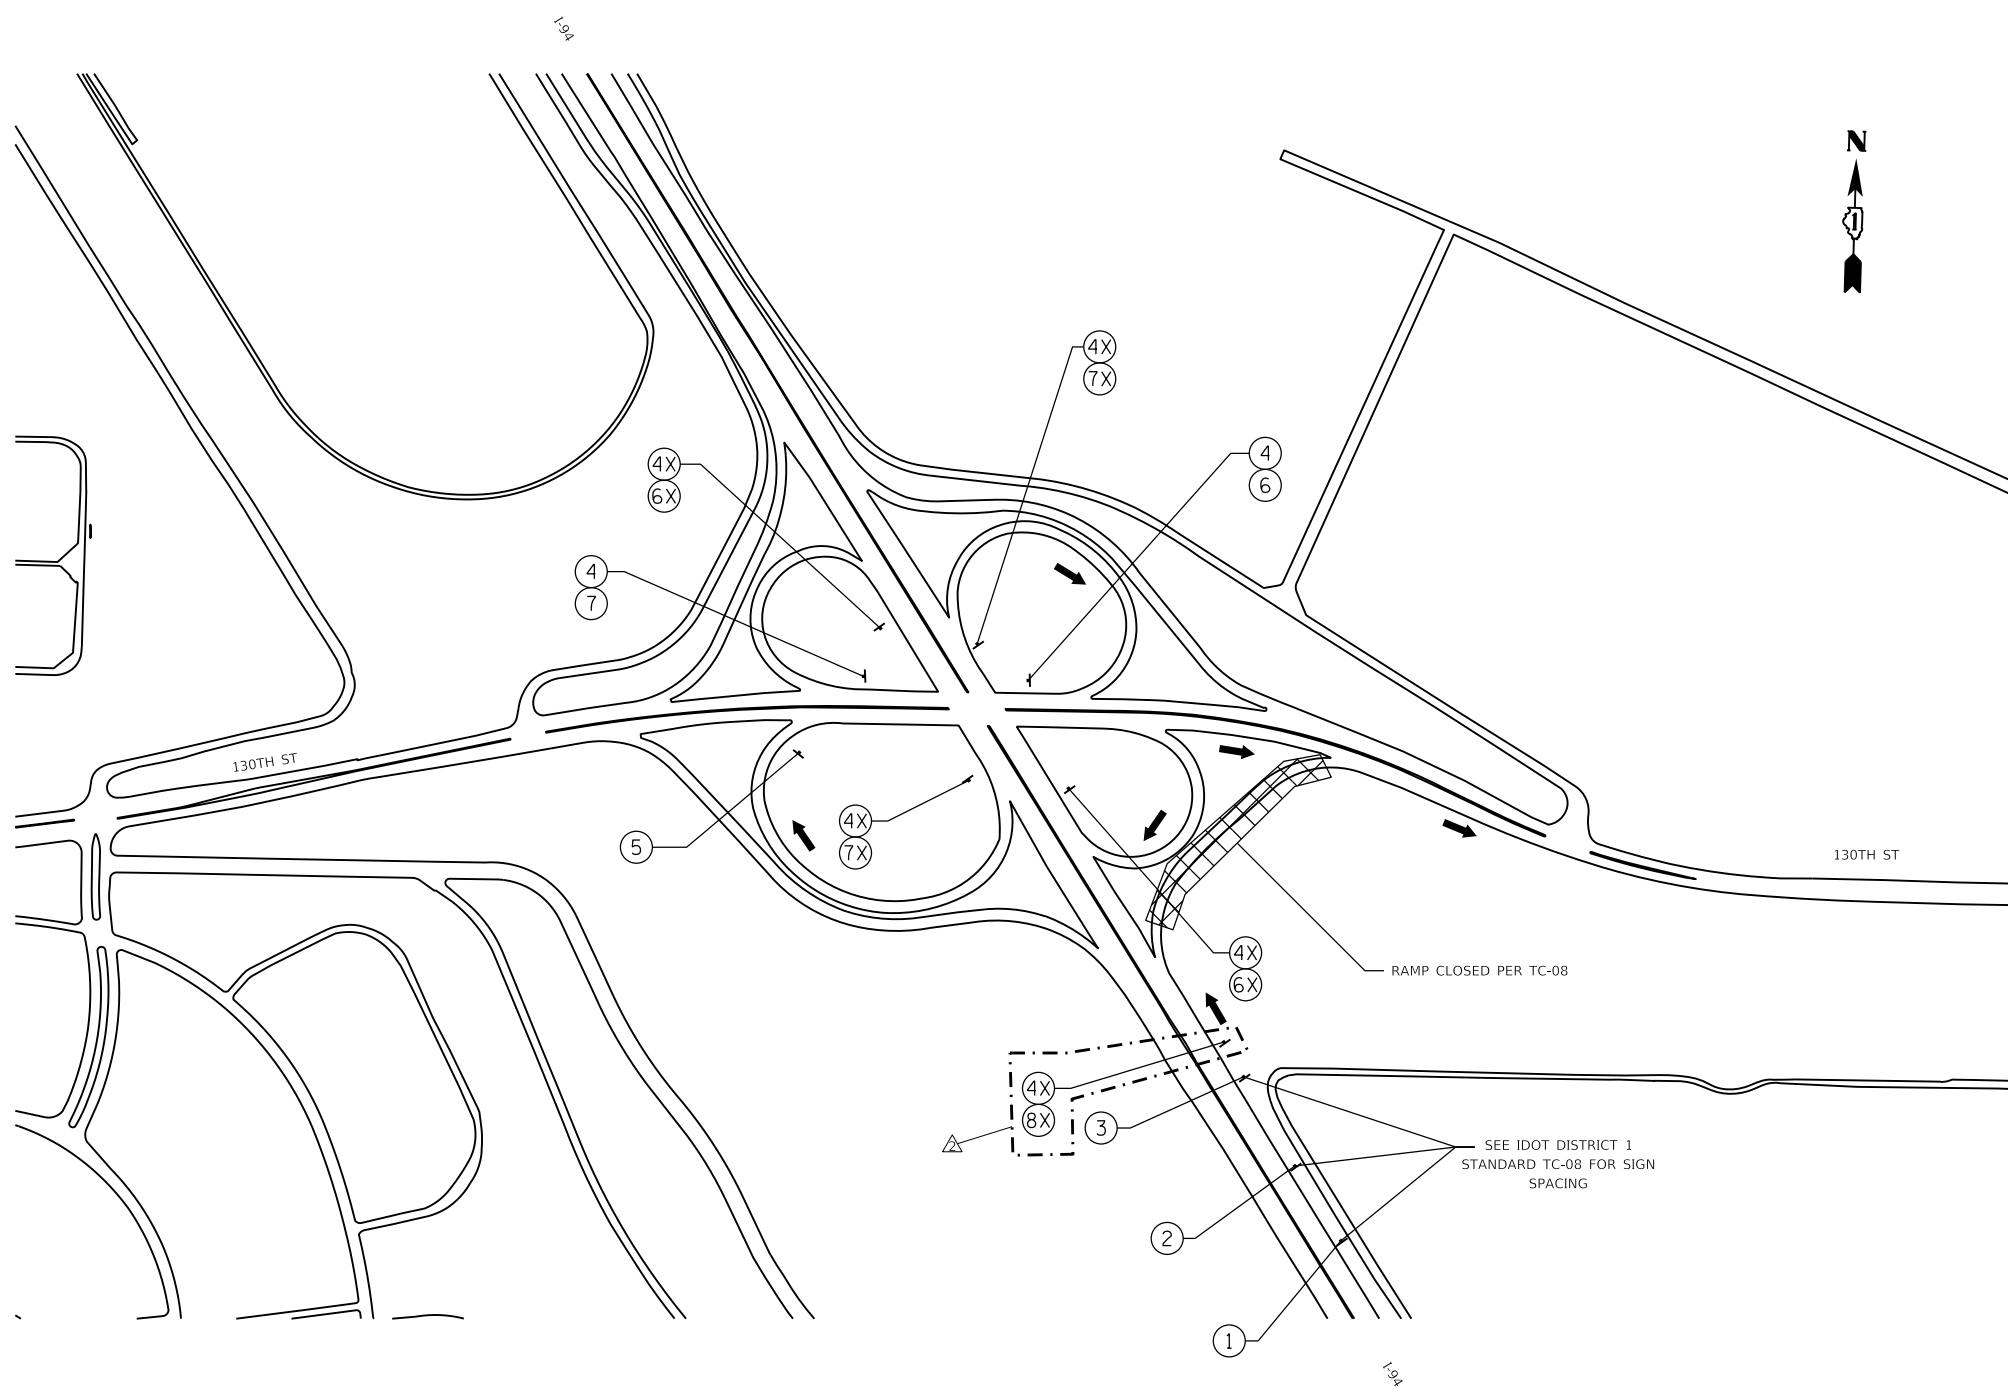 I-94
N
1
4X
7X
4
6
4X
6X
4
7
130TH ST
5
4X
7X
130TH ST
4X
6X
RAMP CLOSED PER TC-08
4X
8X
2
3
SEE IDOT DISTRICT 1
STANDARD TC-08 FOR SIGN
SPACING
2
1
I-94